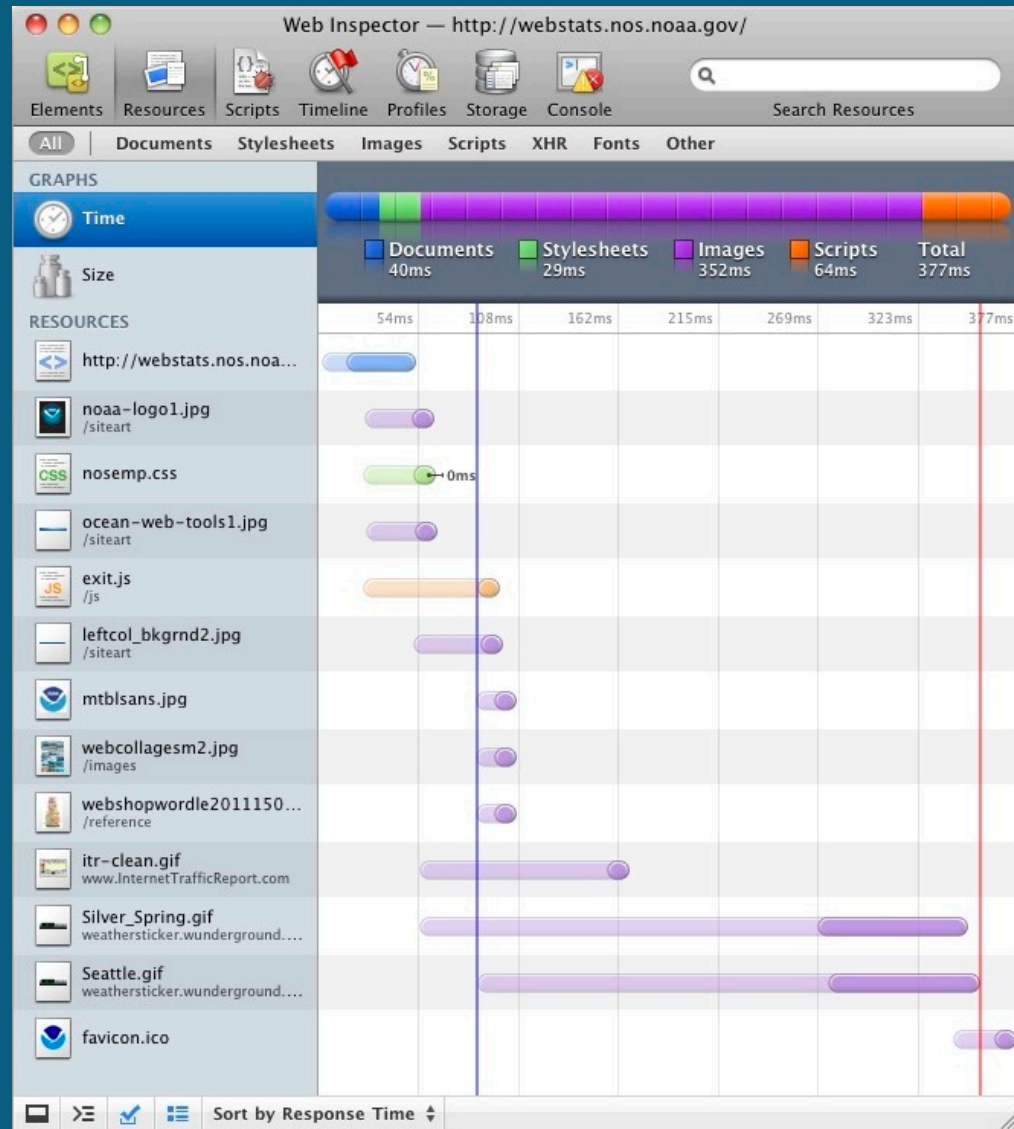 Web Inspector — http://webstats.nos.noaa.gov/
Elements Resources Scripts Timeline Profiles Storage Console Search Resources
All Documents Stylesheets Images Scripts XHR Fonts Other
GRAPHS
Time
Documents Stylesheets Images Scripts Total
40ms 29ms 352ms 64ms 377ms
Size
RESOURCES
54ms 108ms 162ms 215ms 269ms 323ms 377ms
http://webstats.nos.noa...
noaa-logo1.jpg
/siteart
CSS nosemp.css 0ms
ocean-web-tools1.jpg
/siteart
JS exit.js
/js
leftcol_bkgrnd2.jpg
/siteart
mtblsans.jpg
webcollagesm2.jpg
/images
webshopwordle2011150...
/reference
itr-clean.gif
www.InternetTrafficReport.com
Silver_Spring.gif
weathersticker.wunderground....
Seattle.gif
weathersticker.wunderground....
favicon.ico
Sort by Response Time